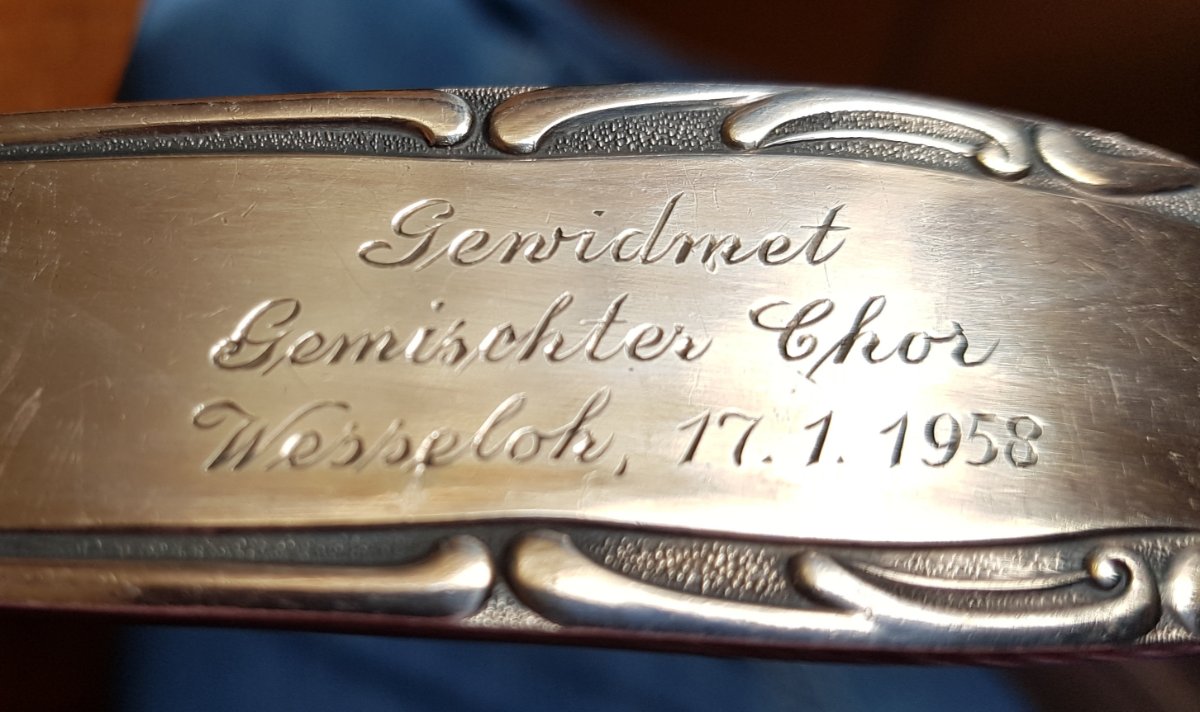 Gewidmet
Gemischter Chor
Wesseloh, 17. 1. 1958